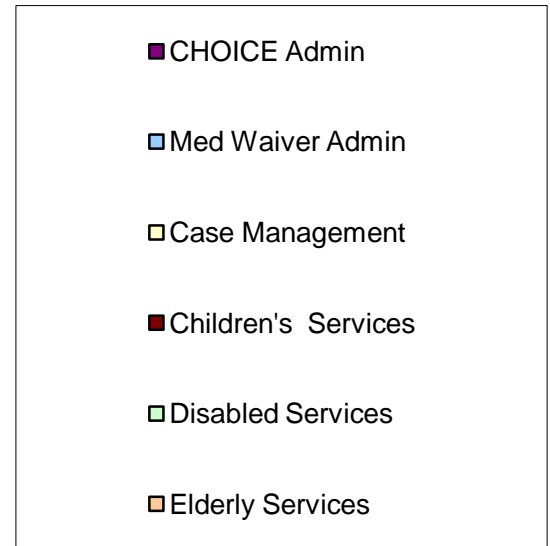 CHOICE Admin
Med Waiver Admin
Case Management
Children's  Services
Disabled Services
Elderly Services